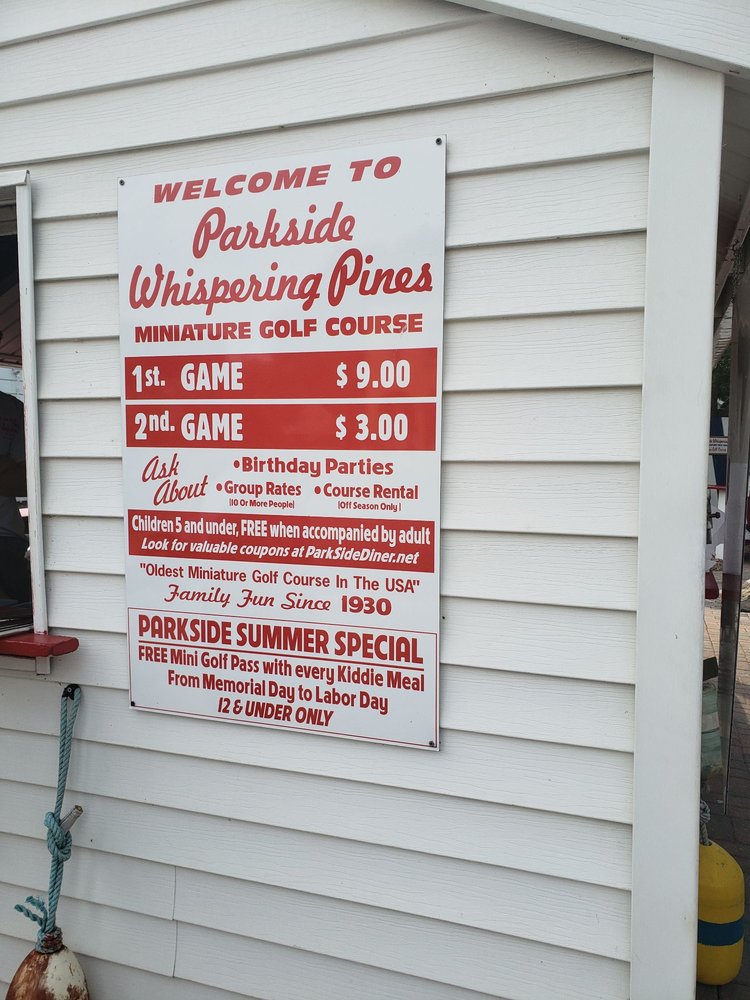 WELCOME TO
Parkside
Whispering Pines
MINIATURE GOLF COURSE
1st. GAME $ 9.00
2nd. GAME $ 3.00
Ask About
•Birthday Parties
•Group Rates •Course Rental
(10 Or More People) (Off Season Only)
Children 5 and under, FREE when accompanied by adult
Look for valuable coupons at ParkSideDiner.net
"Oldest Miniature Golf Course In The USA"
Family Fun Since 1930
PARKSIDE SUMMER SPECIAL
FREE Mini Golf Pass with every Kiddie Meal
From Memorial Day to Labor Day
12 & UNDER ONLY